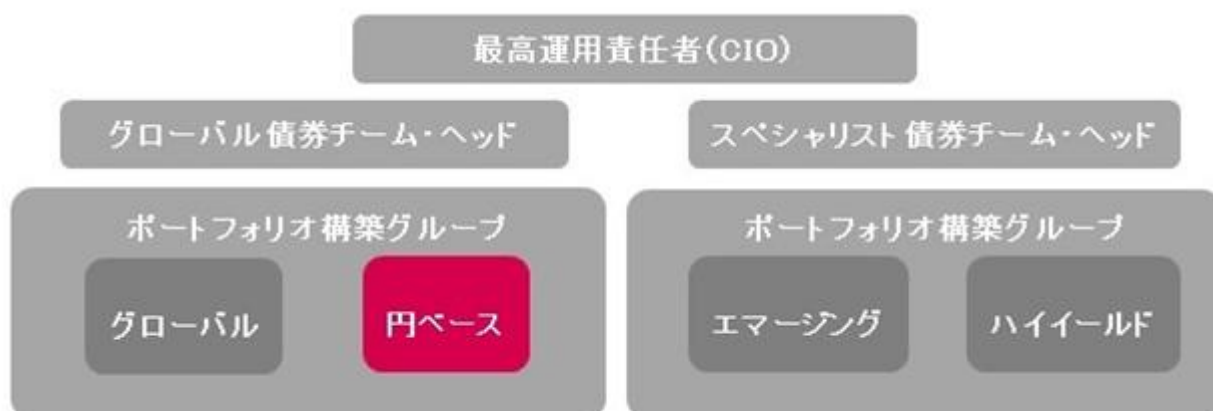 最高運用責任者(CIO)
グローバル債券チーム・ヘッド
スペシャリスト債券チーム・ヘッド
ポートフォリオ構築グループ
グローバル
円ベース
ポートフォリオ構築グループ
エマージング
ハイイールド